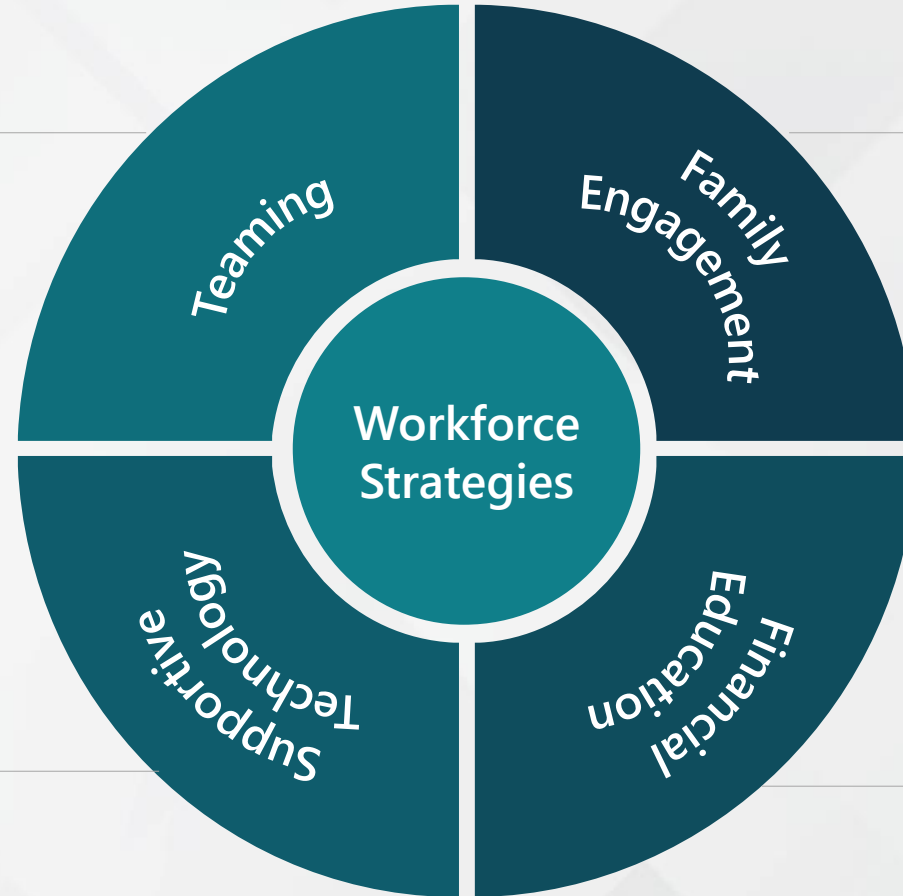 Teaming
Family
Engagement
Workforce
Strategies
Supportive
Technology
Financial
Education